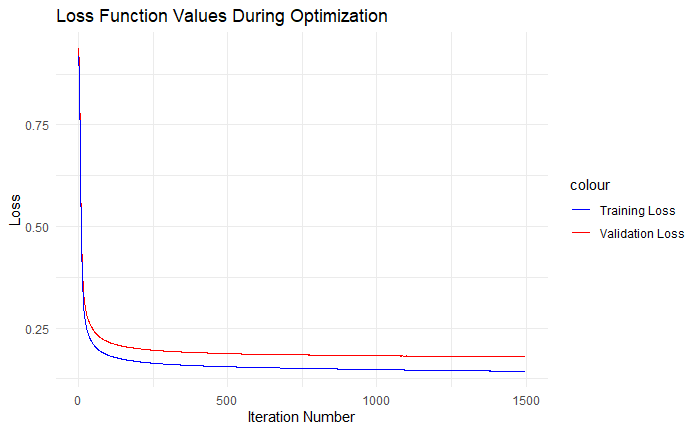 Loss Function Values During Optimization
Loss
0.75
0.50
0.25
0
500
1000
1500
Iteration Number
colour
Training Loss
Validation Loss